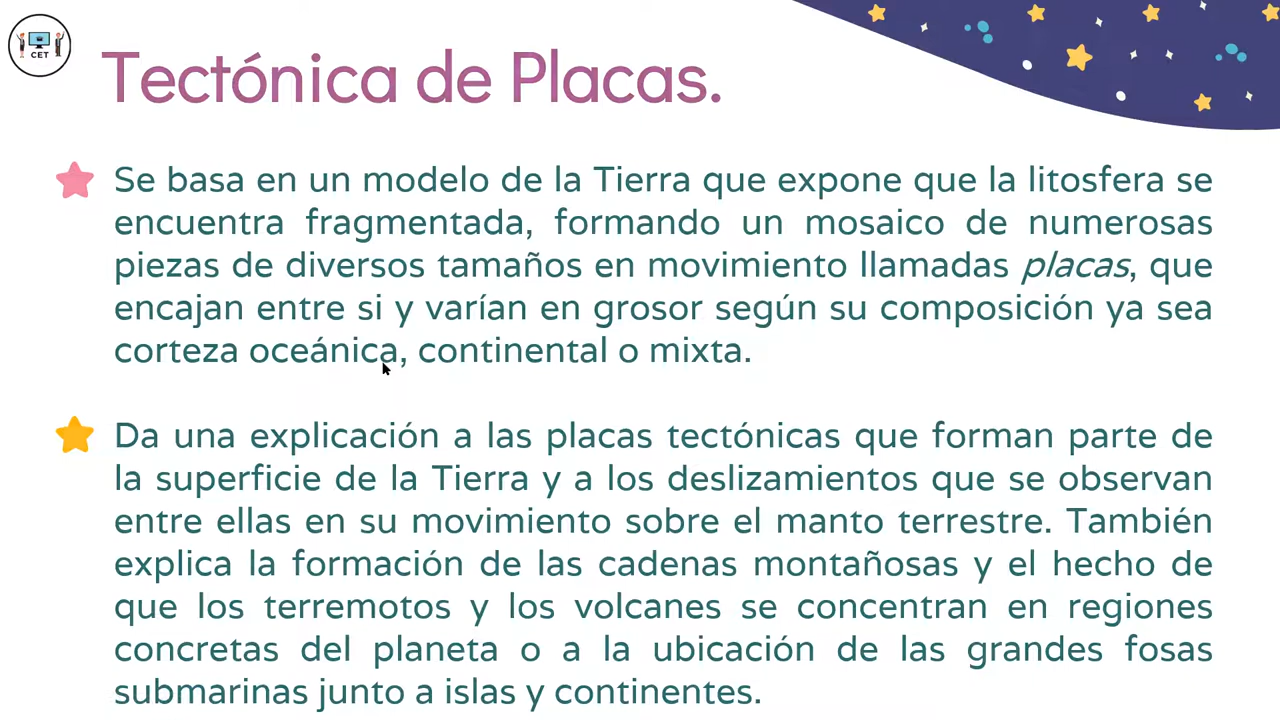 CET
Tectónica de Placas.
Se basa en un modelo de la Tierra que expone que la litosfera se
encuentra fragmentada, formando un mosaico de numerosas
piezas de diversos tamaños en movimiento llamadas placas, que
encajan entre si y varían en grosor según su composición ya sea
corteza oceánica, continental o mixta.
Da una explicación a las placas tectónicas que forman parte de
la superficie de la Tierra y a los deslizamientos que se observan
entre ellas en su movimiento sobre el manto terrestre. También
explica la formación de las cadenas montañosas y el hecho de
que los terremotos y los volcanes se concentran en regiones
concretas del planeta o a la ubicación de las grandes fosas
submarinas junto a islas y continentes.